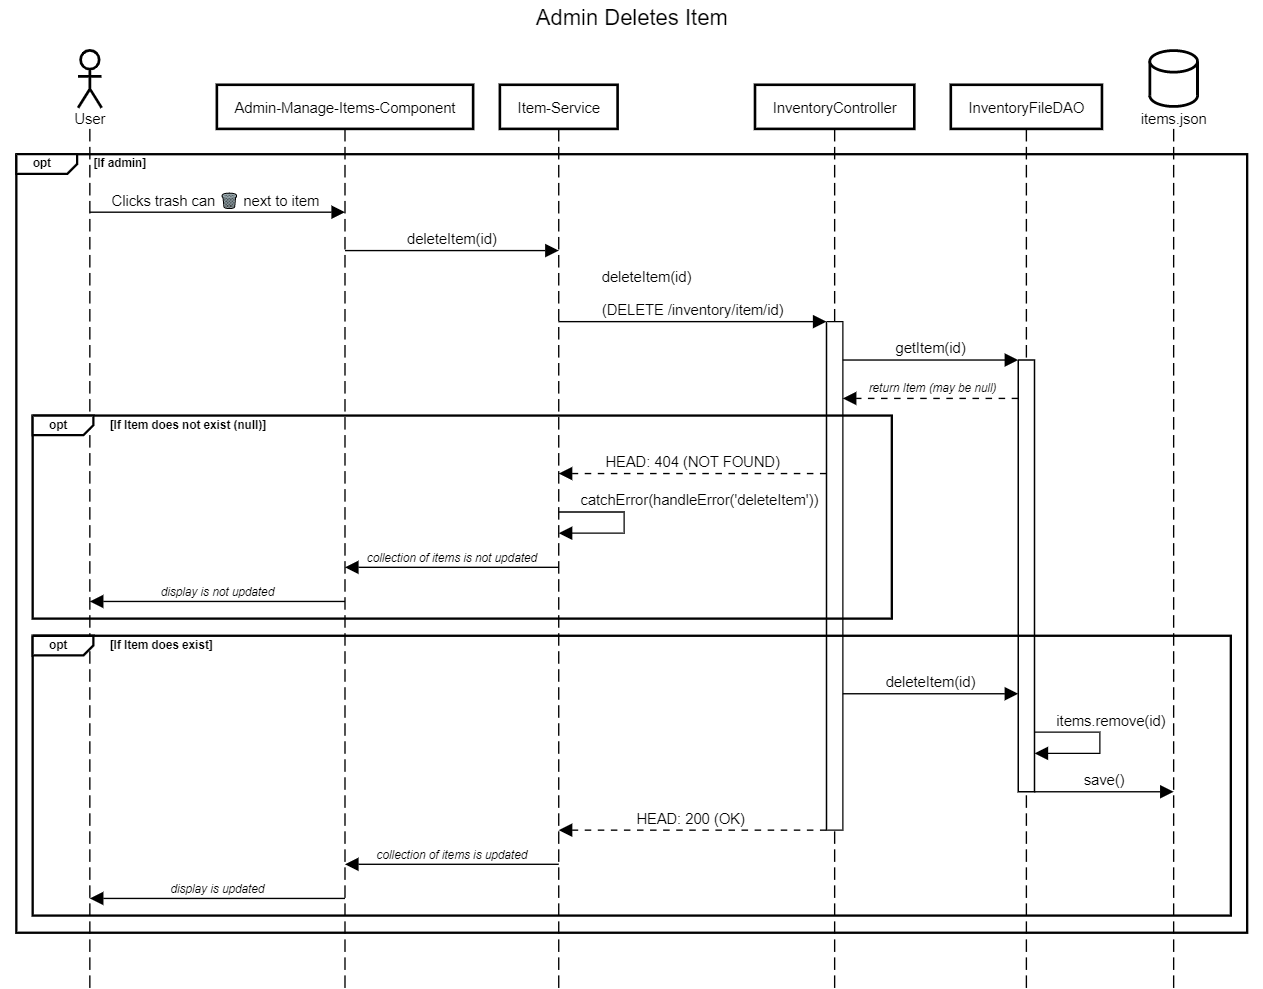 Admin Deletes Item
User
Admin-Manage-Items-Component
Item-Service
InventoryController
InventoryFileDAO
items.json
opt
[If admin]
Clicks trash can 🗑 next to item
deleteItem(id)
deleteItem(id)
(DELETE /inventory/item/id)
getItem(id)
return Item (may be null)
opt
[If Item does not exist (null)]
HEAD: 404 (NOT FOUND)
catchError(handleError('deleteItem'))
collection of items is not updated
display is not updated
opt
[If Item does exist]
deleteItem(id)
items.remove(id)
save()
HEAD: 200 (OK)
collection of items is updated
display is updated